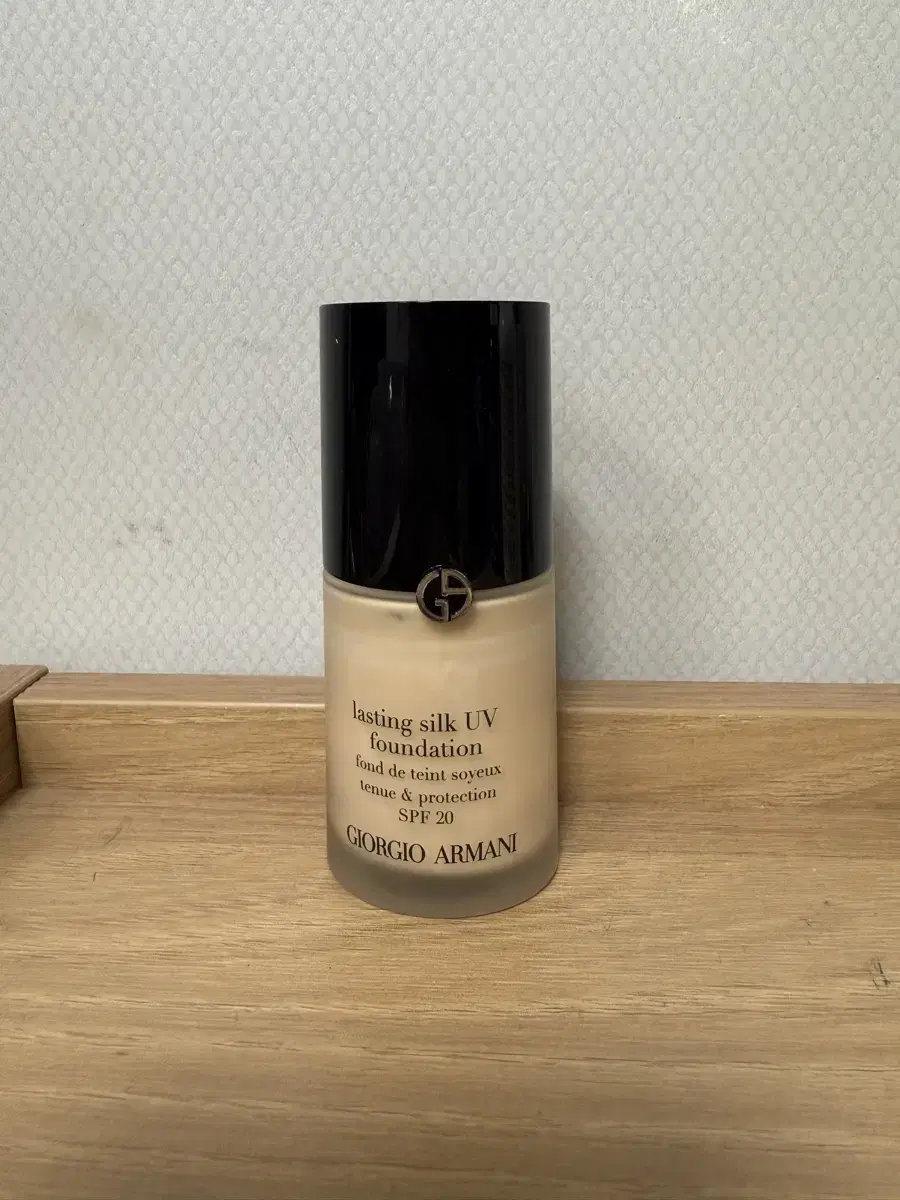 lasting silk UV
foundation
fond de teint soyeux
tenue & protection
SPF 20
GIORGIO ARMANI